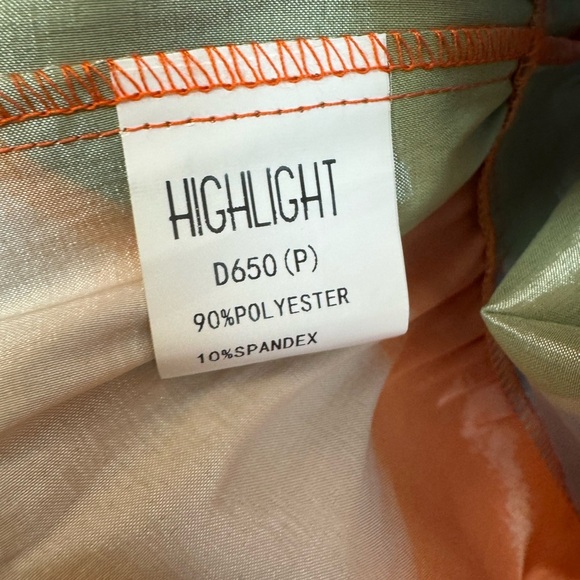 HIGHLIGHT
D650(P)
90%POLYESTER
10%SPANDEX